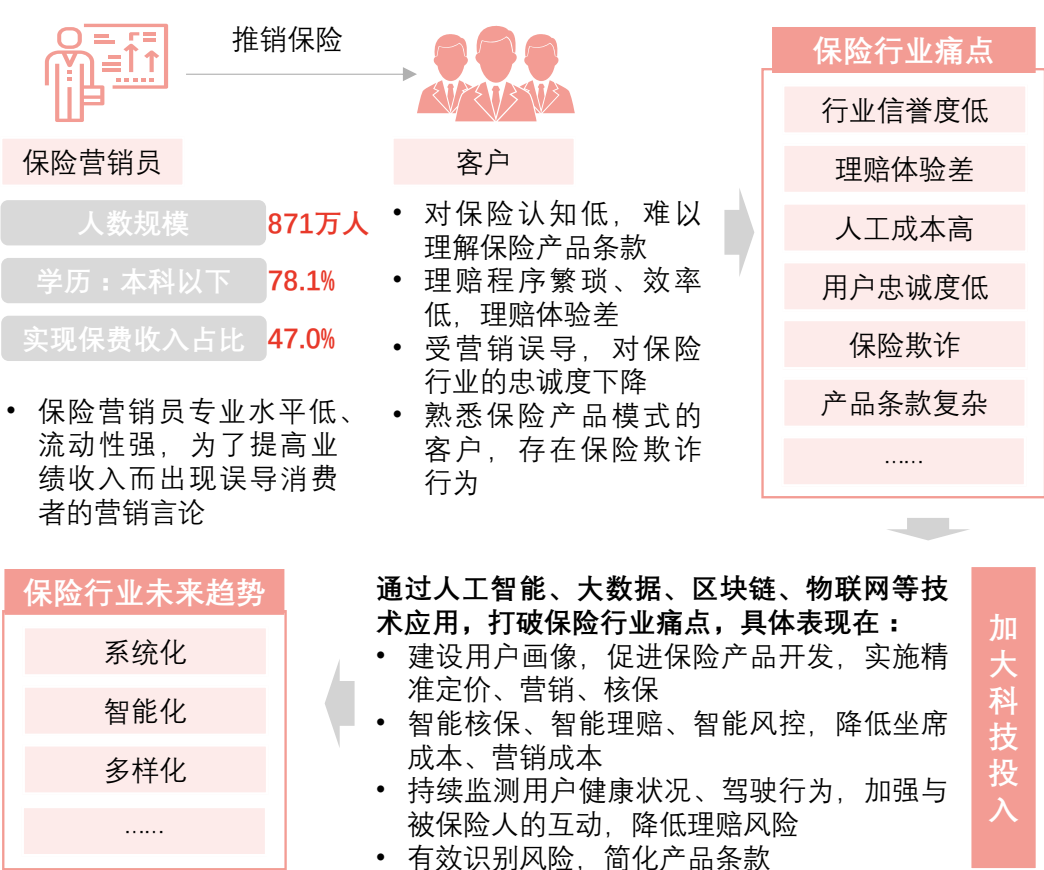 推销保险
保险营销员
人数规模 871万人
学历：本科以下 78.1%
实现保费收入占比 47.0%
• 保险营销员专业水平低、
流动性强，为了提高业
绩收入而出现误导消费
者的营销言论
客户
• 对保险认知低，难以
理解保险产品条款
• 理赔程序繁琐、效率
低，理赔体验差
• 受营销误导，对保险
行业的忠诚度下降
• 熟悉保险产品模式的
客户，存在保险欺诈
行为
保险行业痛点
行业信誉度低
理赔体验差
人工成本高
用户忠诚度低
保险欺诈
产品条款复杂
……
加大科技投入
通过人工智能、大数据、区块链、物联网等技
术应用，打破保险行业痛点，具体表现在：
• 建设用户画像，促进保险产品开发，实施精
准定价、营销、核保
• 智能核保、智能理赔、智能风控，降低坐席
成本、营销成本
• 持续监测用户健康状况、驾驶行为，加强与
被保险人的互动，降低理赔风险
• 有效识别风险，简化产品条款
保险行业未来趋势
系统化
智能化
多样化
……